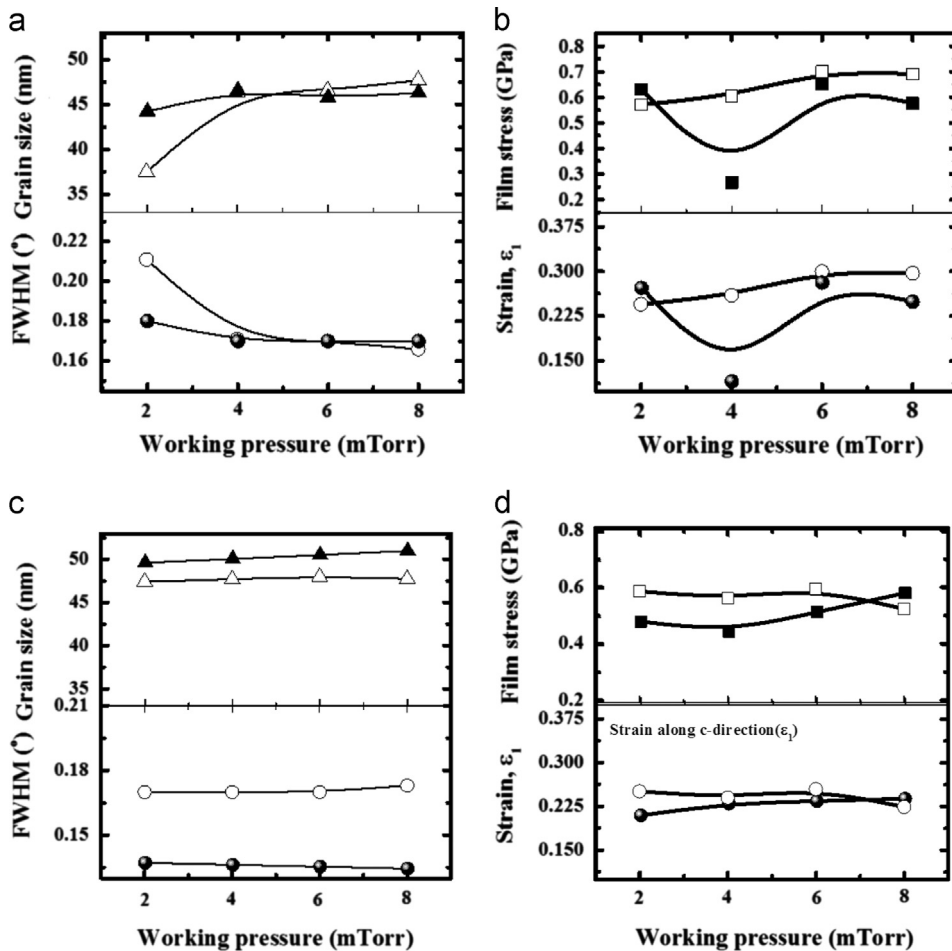 a
Grain size (nm)
50
45
40
35
FWHM (°)
0.22
0.20
0.18
0.16
2
4
6
8
Working pressure (mTorr)
b
Film stress (GPa)
0.8
0.7
0.6
0.5
0.4
0.3
0.2
Strain, ε1
0.375
0.300
0.225
0.150
2
4
6
8
Working pressure (mTorr)
c
Grain size (nm)
50
45
40
35
FWHM (°)
0.21
0.18
0.15
2
4
6
8
Working pressure (mTorr)
d
Film stress (GPa)
0.8
0.6
0.4
0.2
Strain, ε1
0.375
0.300
0.225
0.150
Strain along c-direction(ε1)
2
4
6
8
Working pressure (mTorr)